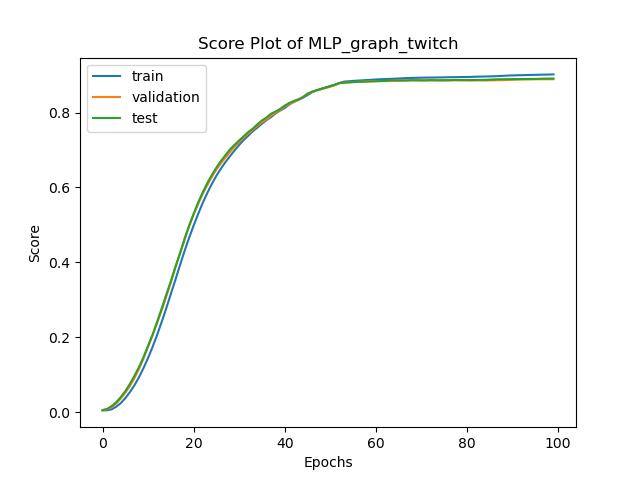 Score Plot of MLP_graph_twitch
train
validation
test
Score
0.8
0.6
0.4
0.2
0.0
0 20 40 60 80 100
Epochs